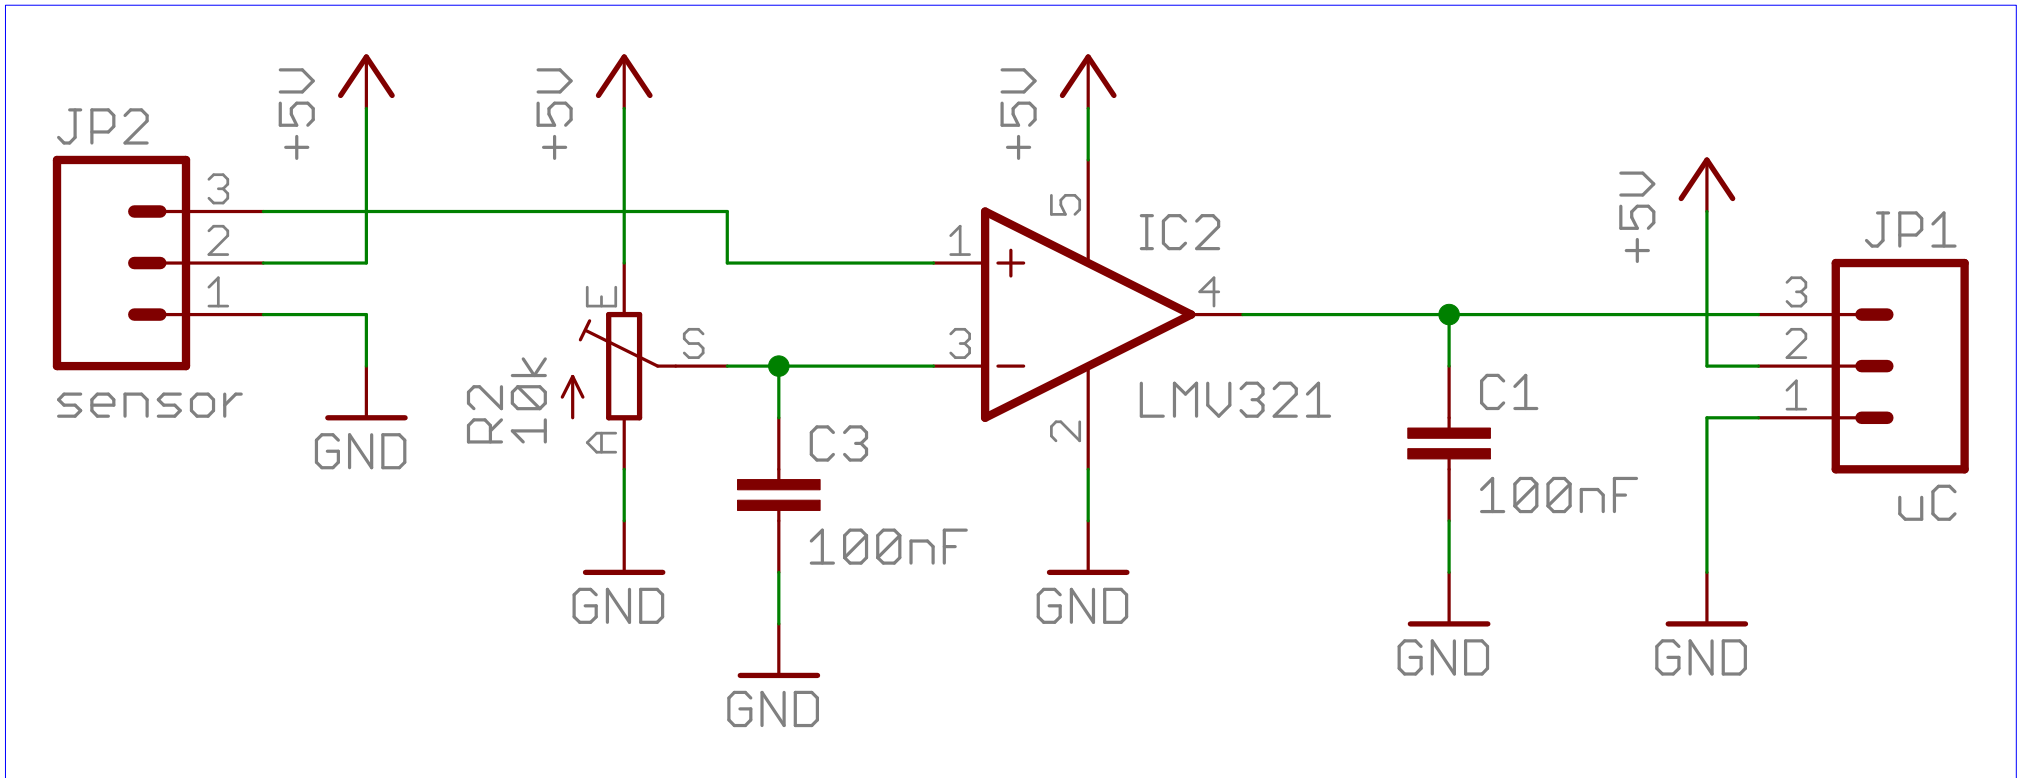 JP2
3
2
1
sensor
+5V
GND
+5V
E
S
A
R2
10k
GND
C3
100nF
GND
+5V
5
1
3
4
2
IC2
LMV321
GND
C1
100nF
GND
+5V
JP1
3
2
1
uC
GND